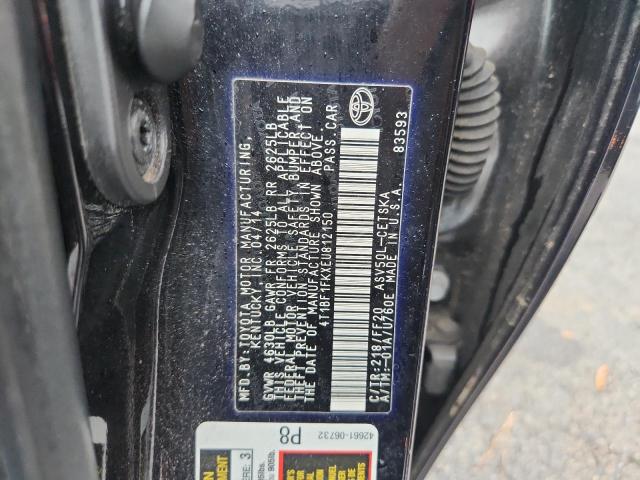 MFD.BY:TOYOTA MOTOR MANUFACTURING,
KENTUCKY, INC. 04/14
GVWR 4630LB GAWR FR 2625LB RR 2625LB
THIS VEHICLE CONFORMS TO ALL APPLICABLE
FEDERAL MOTOR VEHICLE SAFETY, BUMPER, AND
THEFT PREVENTION STANDARDS IN EFFECT ON
THE DATE OF MANUFACTURE SHOWN ABOVE.
4T1BF1FKXEU812150 PASS.CAR
C/TR:218/FF20 ASV50L-CETSKA
A/TM:-01A/U760E MADE IN U.S.A. 83593
P8
42661-06732